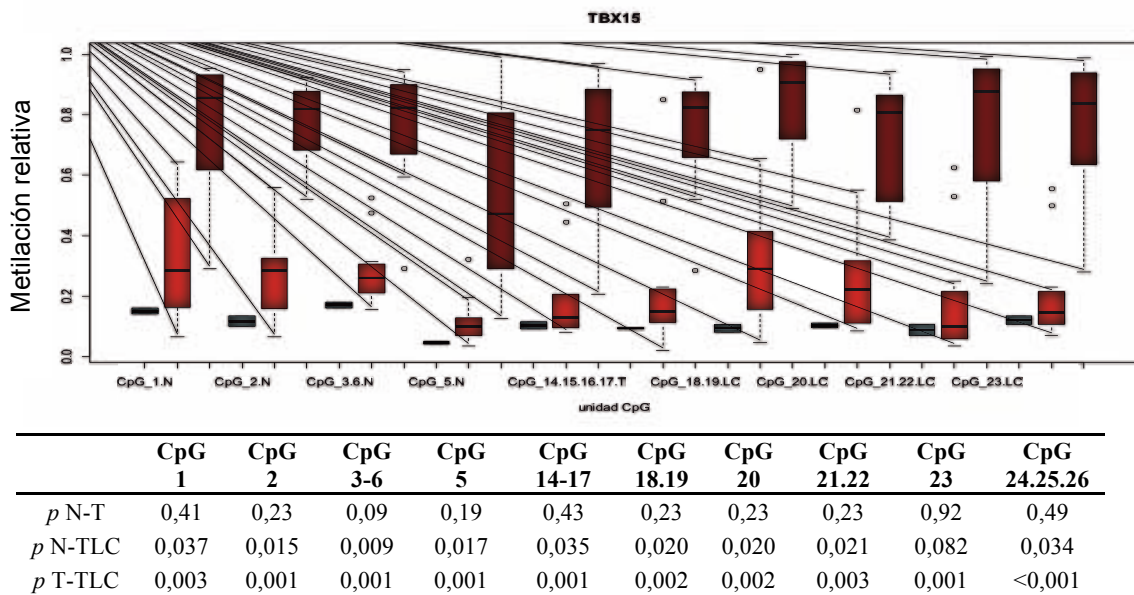 TBX15
Metilación relativa
1.0
0.8
0.6
0.4
0.2
0.0
CpG_1.N CpG_2.N CpG_3.6.N CpG_5.N CpG_14.15.16.17.T CpG_18.19.LC CpG_20.LC CpG_21.22.LC CpG_23.LC
unidad CpG
CpG CpG CpG CpG CpG CpG CpG CpG CpG CpG
1 2 3-6 5 14-17 18.19 20 21.22 23 24.25.26
p N-T 0,41 0,23 0,09 0,19 0,43 0,23 0,23 0,23 0,92 0,49
p N-TLC 0,037 0,015 0,009 0,017 0,035 0,020 0,020 0,021 0,082 0,034
p T-TLC 0,003 0,001 0,001 0,001 0,001 0,002 0,002 0,003 0,001 <0,001